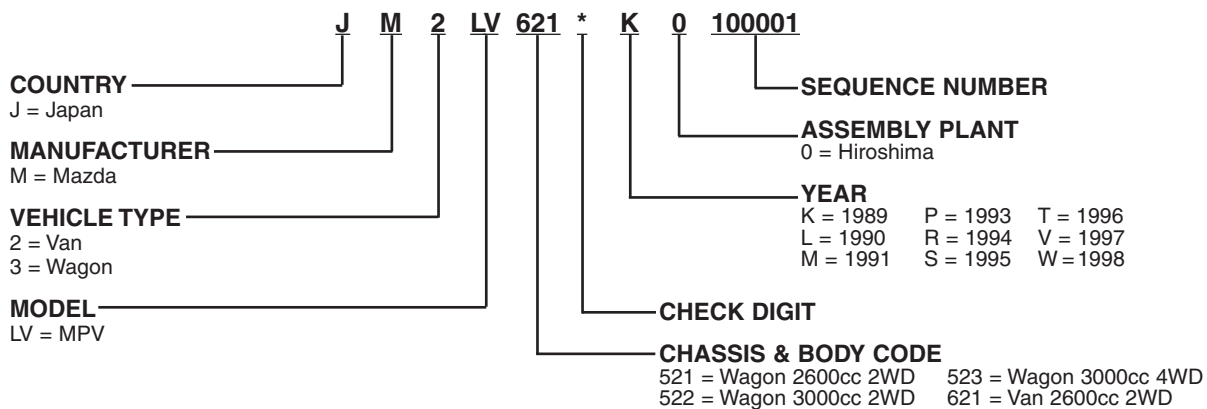 J M 2 LV 621 * K 0 100001
COUNTRY
J = Japan
MANUFACTURER
M = Mazda
VEHICLE TYPE
2 = Van
3 = Wagon
MODEL
LV = MPV
SEQUENCE NUMBER
ASSEMBLY PLANT
0 = Hiroshima
YEAR
K = 1989 P = 1993 T = 1996
L = 1990 R = 1994 V = 1997
M = 1991 S = 1995 W = 1998
CHECK DIGIT
CHASSIS & BODY CODE
521 = Wagon 2600cc 2WD 523 = Wagon 3000cc 4WD
522 = Wagon 3000cc 2WD 621 = Van 2600cc 2WD